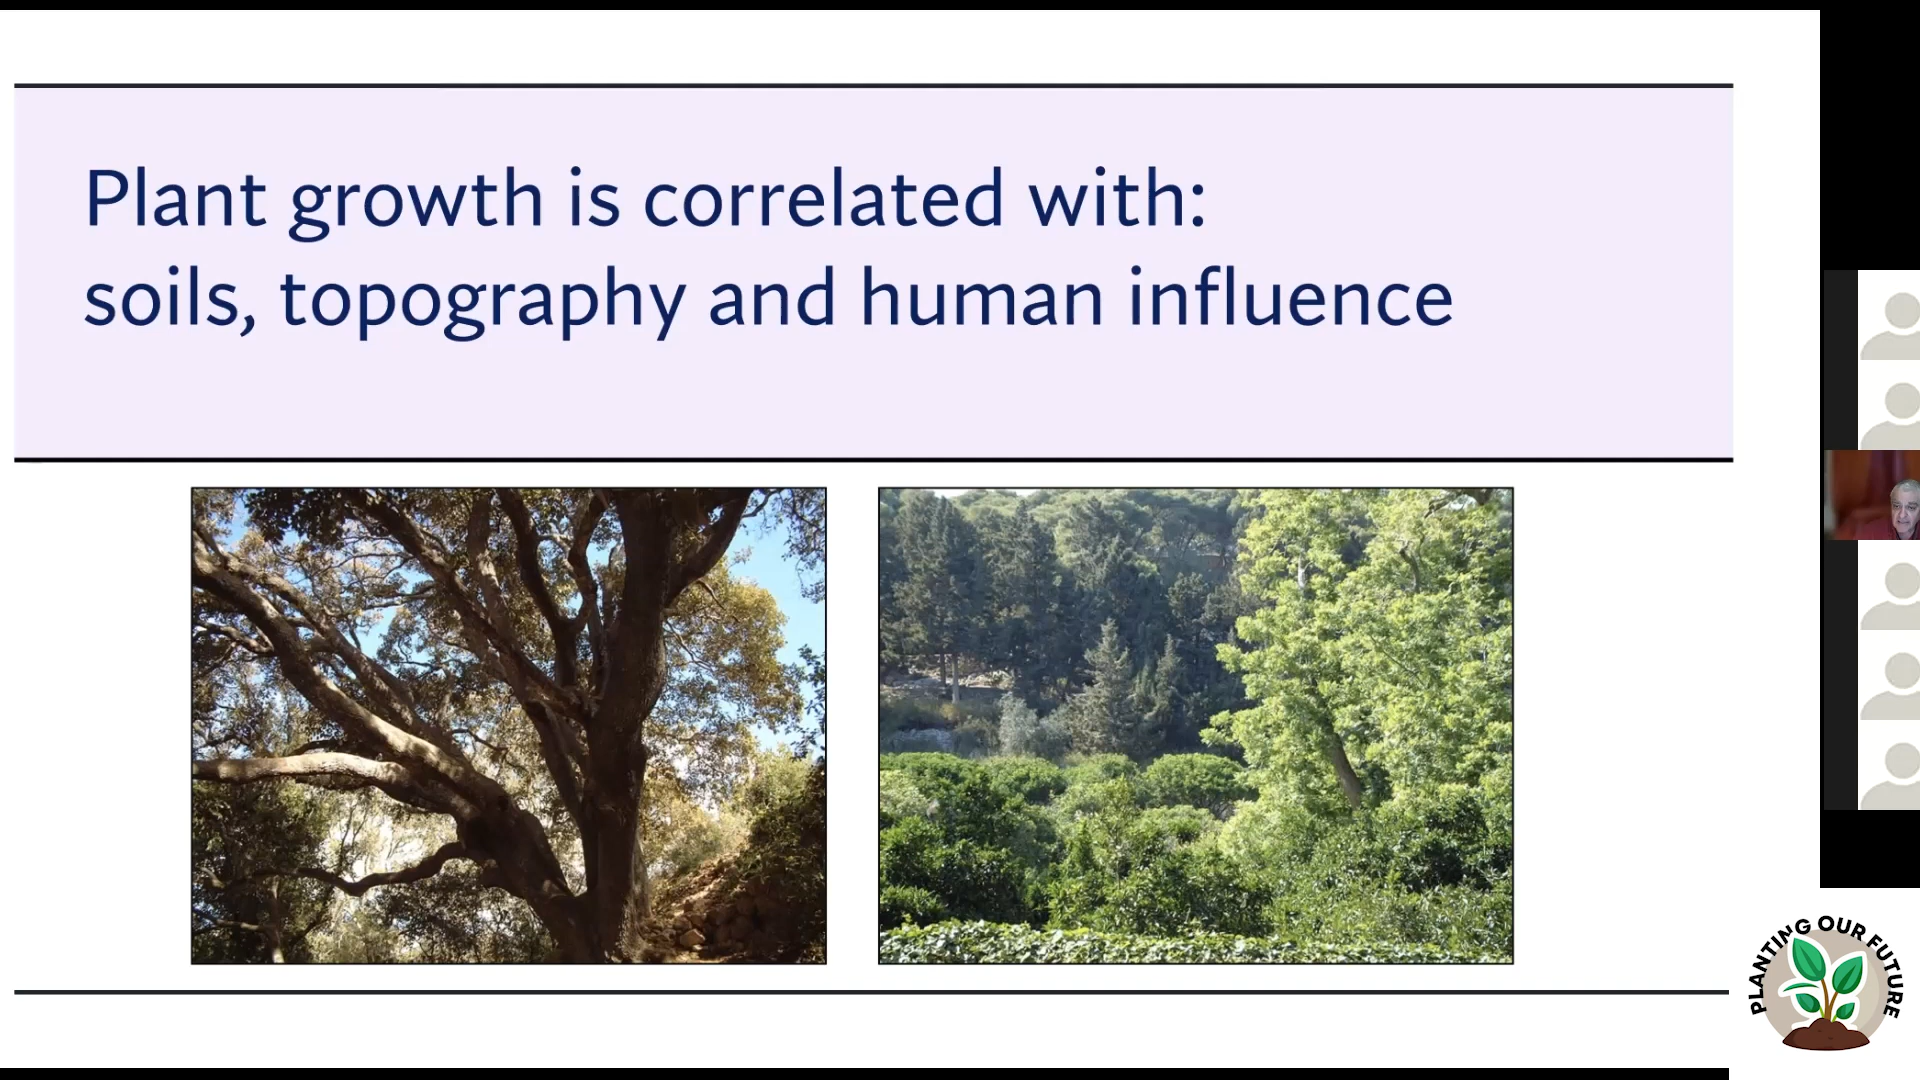 Plant growth is correlated with:
soils, topography and human influence
PLANTING OUR FUTURE